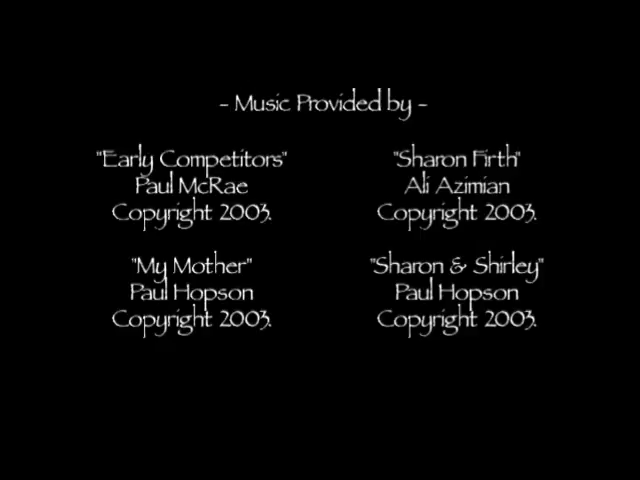 - Music Provided by -
"Early Competitors"
Paul McRae
Copyright 2003.
"Sharon Firth"
Ali Azimian
Copyright 2003.
"My Mother"
Paul Hopson
Copyright 2003.
"Sharon & Shirley"
Paul Hopson
Copyright 2003.